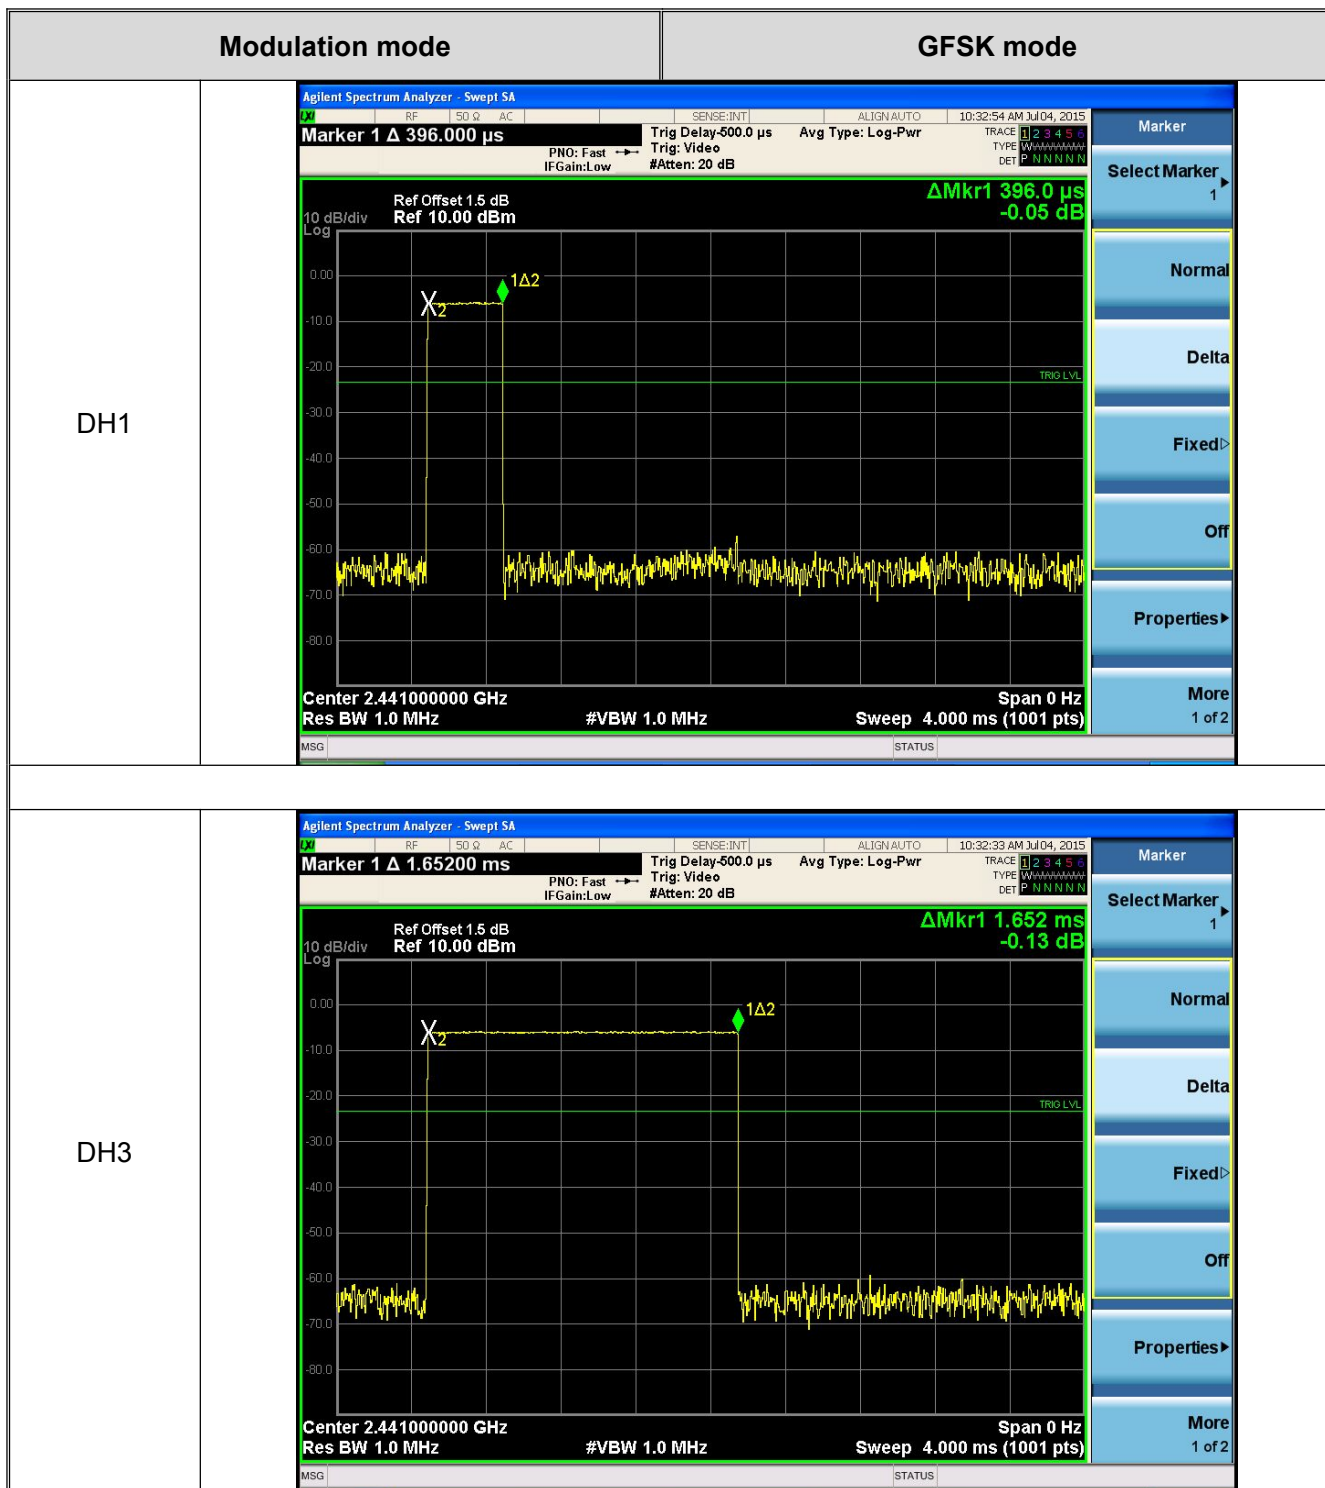 Modulation mode GFSK mode
DH1
Agilent Spectrum Analyzer - Swept SA
LXI RF 50 Ω AC SENSE:INT ALIGN AUTO 10:32:54 AM Jul 04, 2015
Marker 1 Δ 396.000 µs
Trig Delay-500.0 µs Avg Type: Log-Pwr TRACE 1 2 3 4 5 6
PNO: Fast Trig: Video TYPE
IFGain:Low #Atten: 20 dB DET P N N N N N
Marker
Select Marker
1
Normal
Delta
Fixed
Off
Properties
More
1 of 2
ΔMkr1 396.0 µs
-0.05 dB
Ref Offset 1.5 dB
10 dB/div Ref 10.00 dBm
Log
0.00
-10.0
-20.0
-30.0
-40.0
-50.0
-60.0
-70.0
-80.0
X2
1Δ2
TRIG LVL
Center 2.441000000 GHz Span 0 Hz
Res BW 1.0 MHz #VBW 1.0 MHz Sweep 4.000 ms (1001 pts)
MSG STATUS
DH3
Agilent Spectrum Analyzer - Swept SA
LXI RF 50 Ω AC SENSE:INT ALIGN AUTO 10:32:33 AM Jul 04, 2015
Marker 1 Δ 1.65200 ms
Trig Delay-500.0 µs Avg Type: Log-Pwr TRACE 1 2 3 4 5 6
PNO: Fast Trig: Video TYPE
IFGain:Low #Atten: 20 dB DET P N N N N N
Marker
Select Marker
1
Normal
Delta
Fixed
Off
Properties
More
1 of 2
ΔMkr1 1.652 ms
-0.13 dB
Ref Offset 1.5 dB
10 dB/div Ref 10.00 dBm
Log
0.00
-10.0
-20.0
-30.0
-40.0
-50.0
-60.0
-70.0
-80.0
X2
1Δ2
TRIG LVL
Center 2.441000000 GHz Span 0 Hz
Res BW 1.0 MHz #VBW 1.0 MHz Sweep 4.000 ms (1001 pts)
MSG STATUS